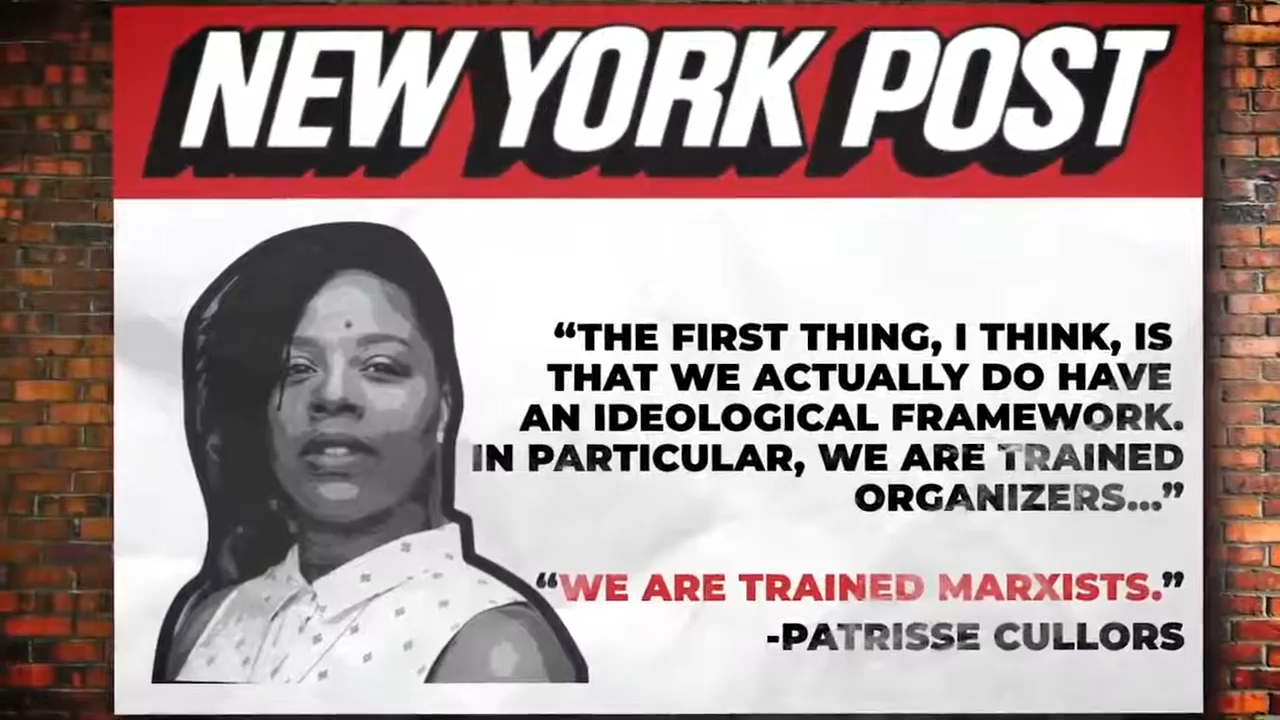 NEW YORK POST
“THE FIRST THING, I THINK, IS
THAT WE ACTUALLY DO HAVE
AN IDEOLOGICAL FRAMEWORK.
IN PARTICULAR, WE ARE TRAINED
ORGANIZERS...”
“WE ARE TRAINED MARXISTS.”
-PATRISSE CULLORS